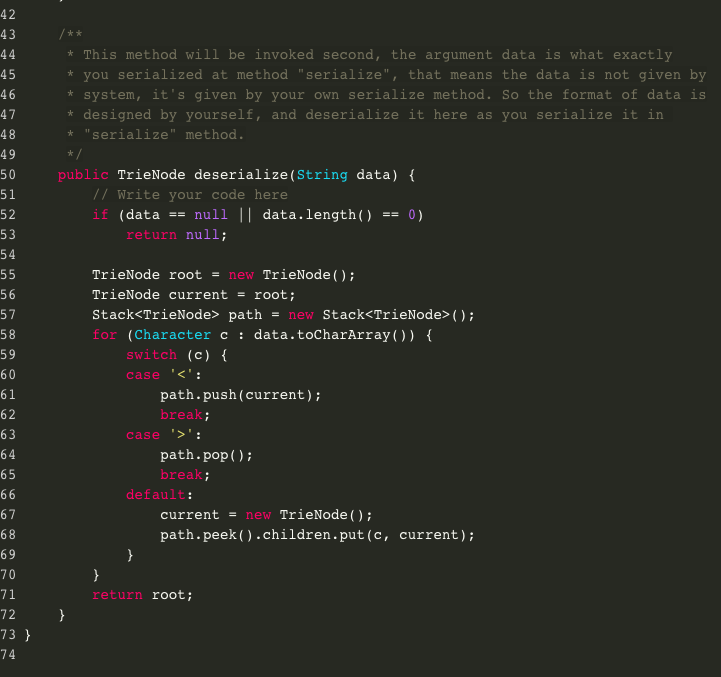 42
43     /**
44      * This method will be invoked second, the argument data is what exactly
45      * you serialized at method "serialize", that means the data is not given by
46      * system, it's given by your own serialize method. So the format of data is
47      * designed by yourself, and deserialize it here as you serialize it in
48      * "serialize" method.
49      */
50     public TrieNode deserialize(String data) {
51         // Write your code here
52         if (data == null || data.length() == 0)
53             return null;
54
55         TrieNode root = new TrieNode();
56         TrieNode current = root;
57         Stack<TrieNode> path = new Stack<TrieNode>();
58         for (Character c : data.toCharArray()) {
59             switch (c) {
60             case '<':
61                 path.push(current);
62                 break;
63             case '>':
64                 path.pop();
65                 break;
66             default:
67                 current = new TrieNode();
68                 path.peek().children.put(c, current);
69             }
70         }
71         return root;
72     }
73 }
74